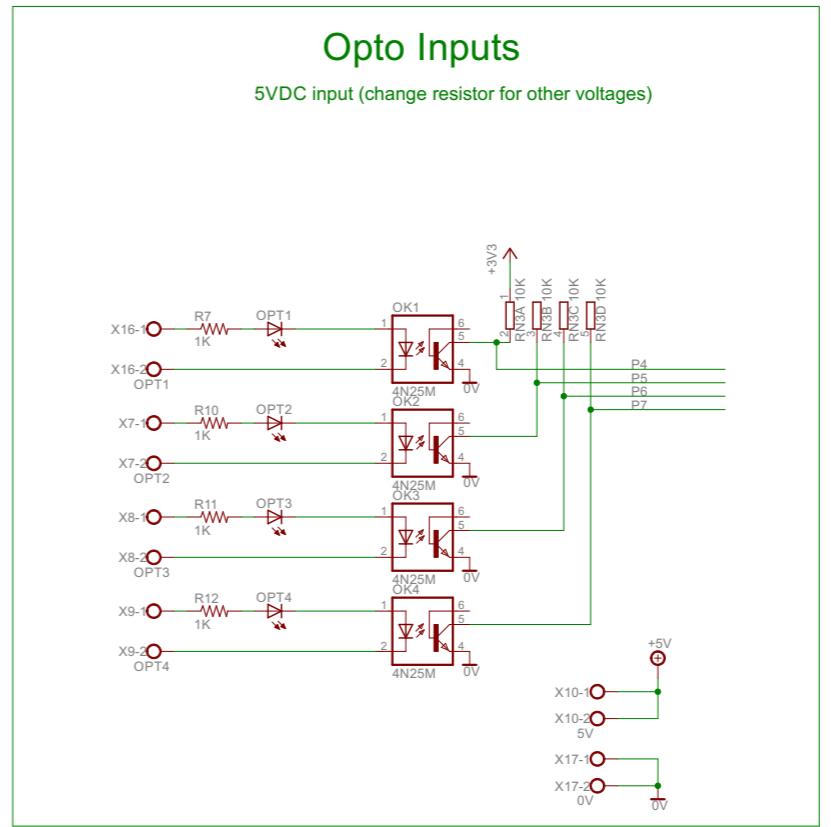 Opto Inputs
5VDC input (change resistor for other voltages)
+3V3
1
2
RN3A 10K
3
RN3B 10K
4
RN3C 10K
5
RN3D 10K
X16-1
R7
1K
OPT1
OK1
1
6
5
X16-2
OPT1
2
4
0V
4N25M
P4
P5
P6
P7
X7-1
R10
1K
OPT2
OK2
1
6
5
X7-2
OPT2
2
4
0V
4N25M
X8-1
R11
1K
OPT3
OK3
1
6
5
X8-2
OPT3
2
4
0V
4N25M
X9-1
R12
1K
OPT4
OK4
1
6
5
X9-2
OPT4
2
4
0V
4N25M
+5V
X10-1
X10-2
5V
X17-1
X17-2
0V
0V